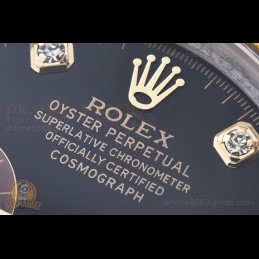 ROLEX
OYSTER PERPETUAL
SUPERLATIVE CHRONOMETER
OFFICIALLY CERTIFIED
COSMOGRAPH